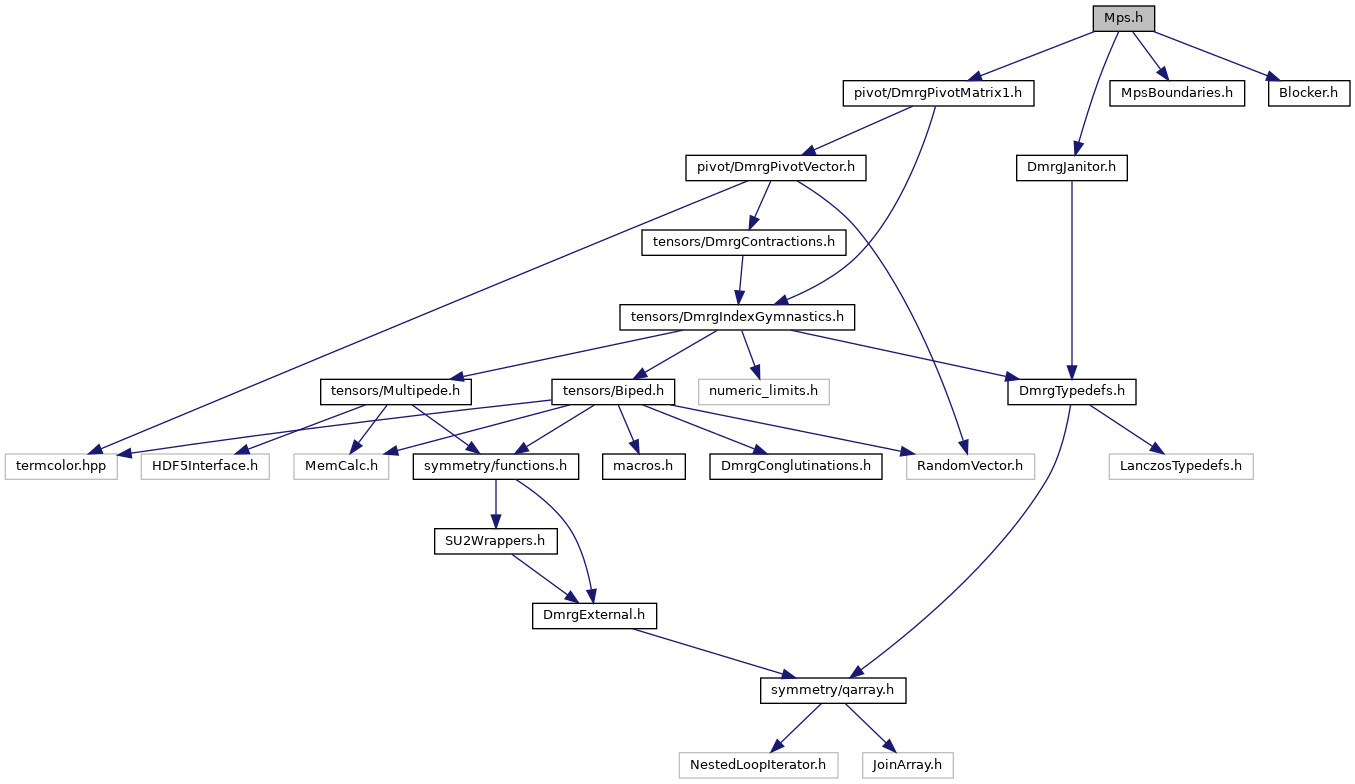 Mps.h
pivot/DmrgPivotMatrix1.h
MpsBoundaries.h
Blocker.h
pivot/DmrgPivotVector.h
DmrgJanitor.h
tensors/DmrgContractions.h
tensors/DmrgIndexGymnastics.h
tensors/Multipede.h
tensors/Biped.h
numeric_limits.h
DmrgTypedefs.h
termcolor.hpp
HDF5Interface.h
MemCalc.h
symmetry/functions.h
macros.h
DmrgConglutinations.h
RandomVector.h
LanczosTypedefs.h
SU2Wrappers.h
DmrgExternal.h
symmetry/qarray.h
NestedLoopIterator.h
JoinArray.h